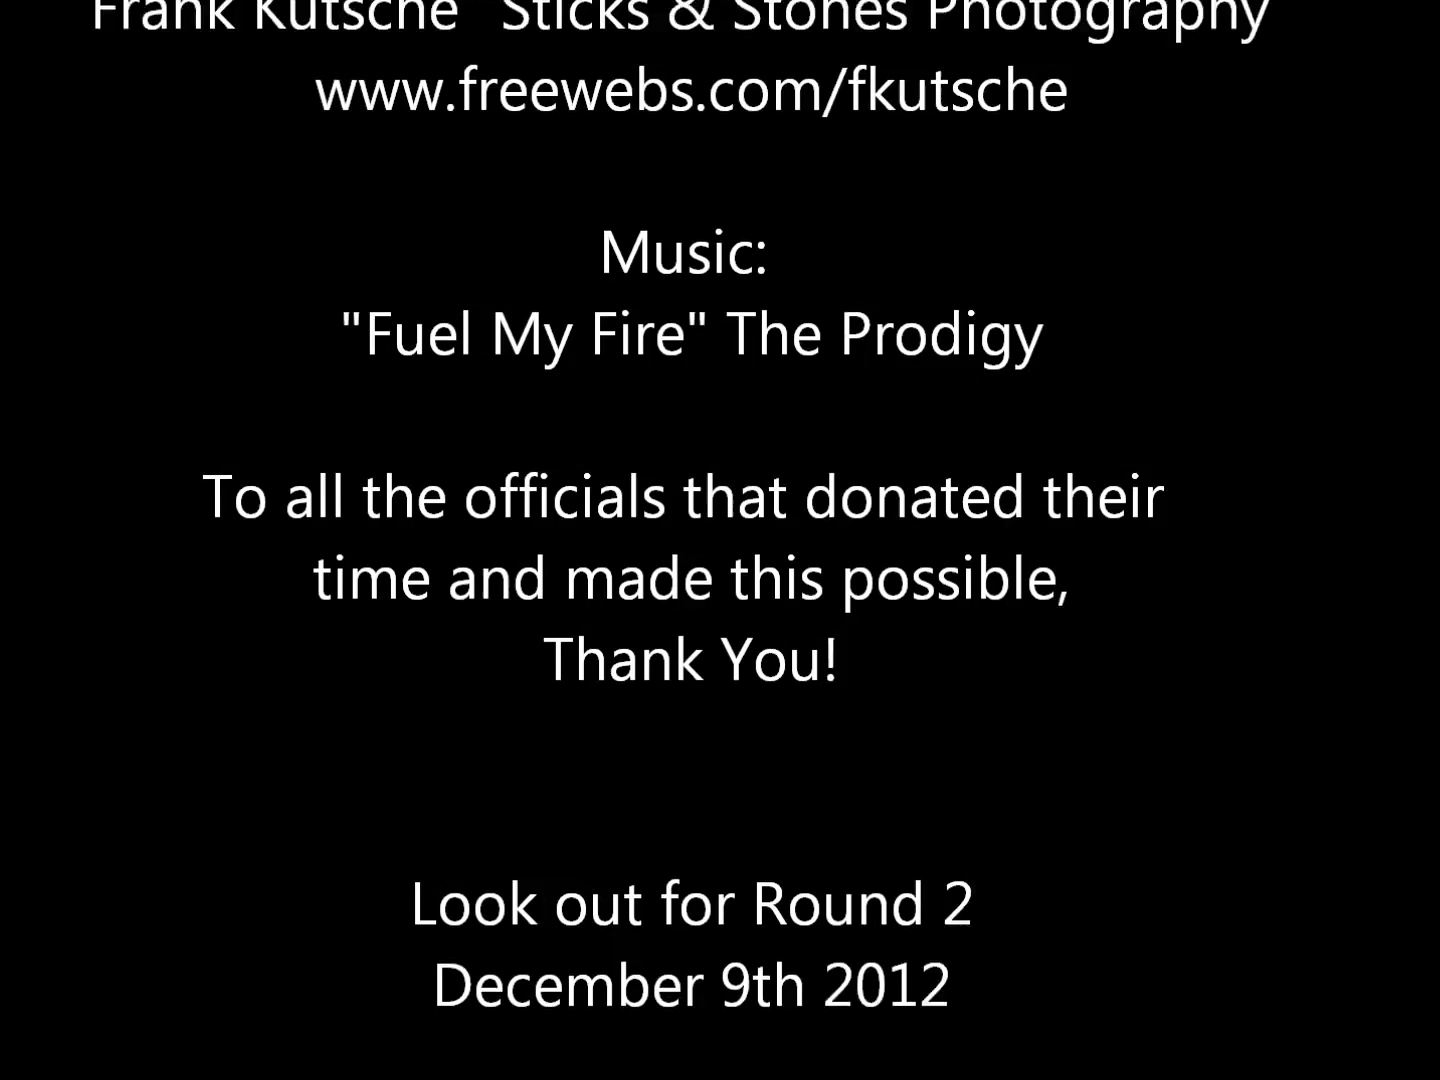 Frank Kutsche "Sticks & Stones Photography
www.freewebs.com/fkutsche
Music:
"Fuel My Fire" The Prodigy
To all the officials that donated their
time and made this possible,
Thank You!
Look out for Round 2
December 9th 2012